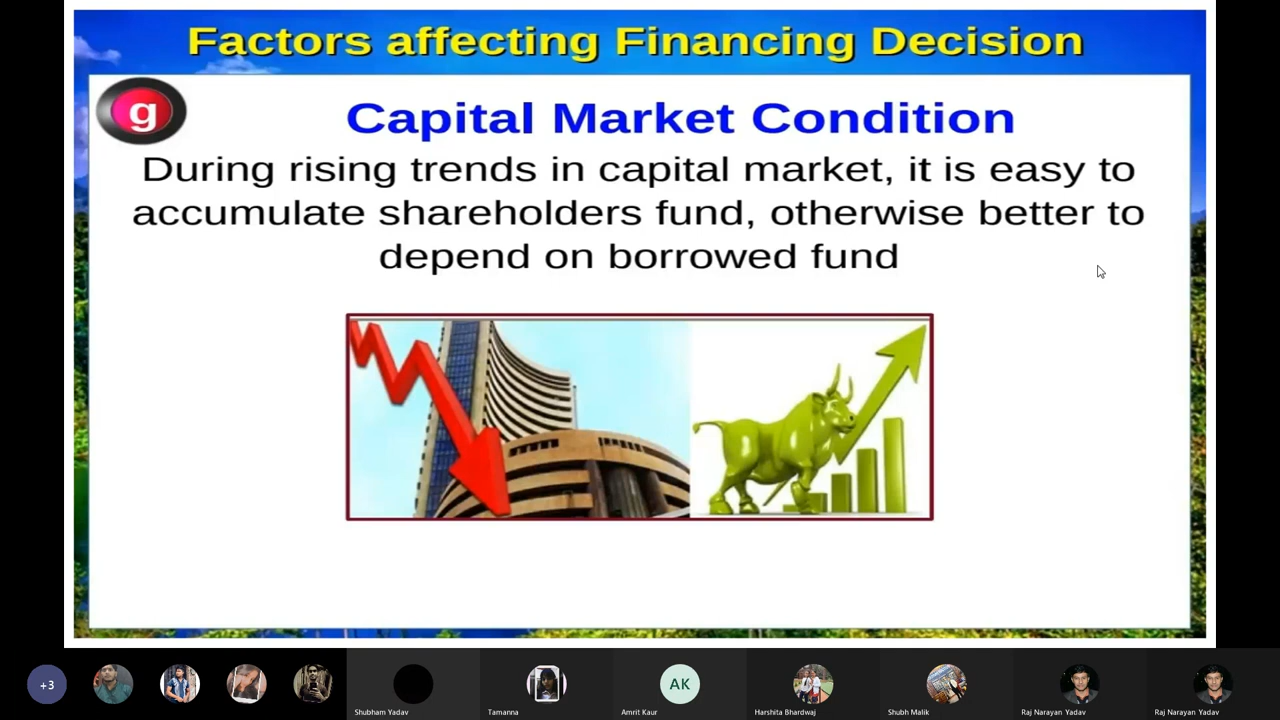 Factors affecting Financing Decision
g
Capital Market Condition
During rising trends in capital market, it is easy to
accumulate shareholders fund, otherwise better to
depend on borrowed fund
+3
AK
Shubham Yadav
Tamanna
Amrit Kaur
Harshita Bhardwaj
Shubh Malik
Raj Narayan Yadav
Raj Narayan Yadav